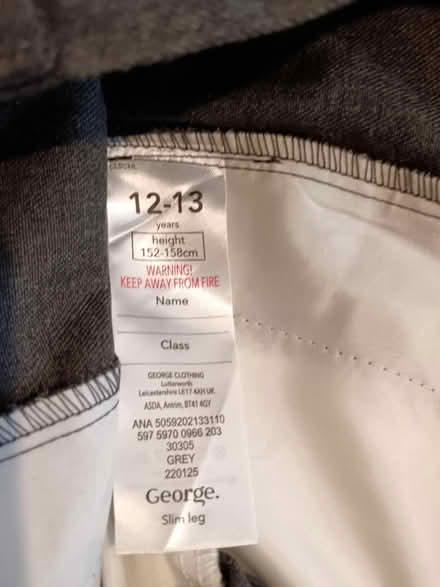 12-13
years
height
152-158cm
WARNING!
KEEP AWAY FROM FIRE
Name
Class
GEORGE CLOTHING
Lutterworth
Leicestershire LE17 4XH UK.
ASDA, Antrim, BT41 4GY
ANA 5059202133110
597 5970 0966 203
30305
GREY
220125
George.
Slim leg